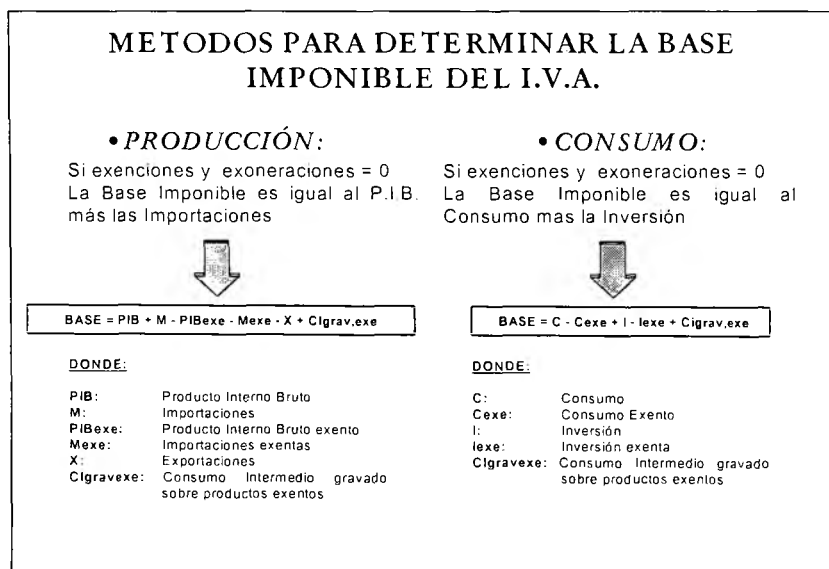 METODOS PARA DETERMINAR LA BASE
IMPONIBLE DEL I.V.A.
• PRODUCCIÓN:
Si exenciones y exoneraciones = 0
La Base Imponible es igual al P.I.B.
más las Importaciones
BASE = PIB + M - PIBexe - Mexe - X + CIgrav,exe
DONDE:
PIB: Producto Interno Bruto
M: Importaciones
PIBexe: Producto Interno Bruto exento
Mexe: Importaciones exentas
X: Exportaciones
CIgravexe: Consumo Intermedio gravado
sobre productos exentos
• CONSUMO:
Si exenciones y exoneraciones = 0
La Base Imponible es igual al
Consumo mas la Inversión
BASE = C - Cexe + I - Iexe + Cigrav,exe
DONDE:
C: Consumo
Cexe: Consumo Exento
I: Inversión
Iexe: Inversión exenta
CIgravexe: Consumo Intermedio gravado
sobre productos exentos